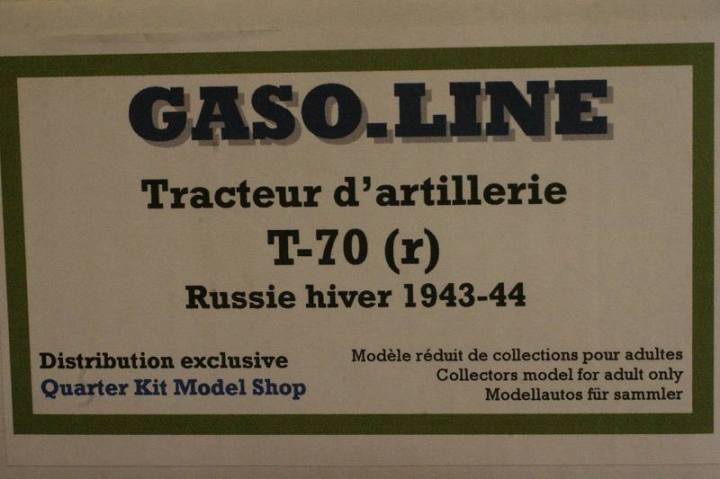 GASO.LINE
Tracteur d'artillerie
T-70 (r)
Russie hiver 1943-44
Distribution exclusive
Quarter Kit Model Shop
Modèle réduit de collections pour adultes
Collectors model for adult only
Modellautos für sammler